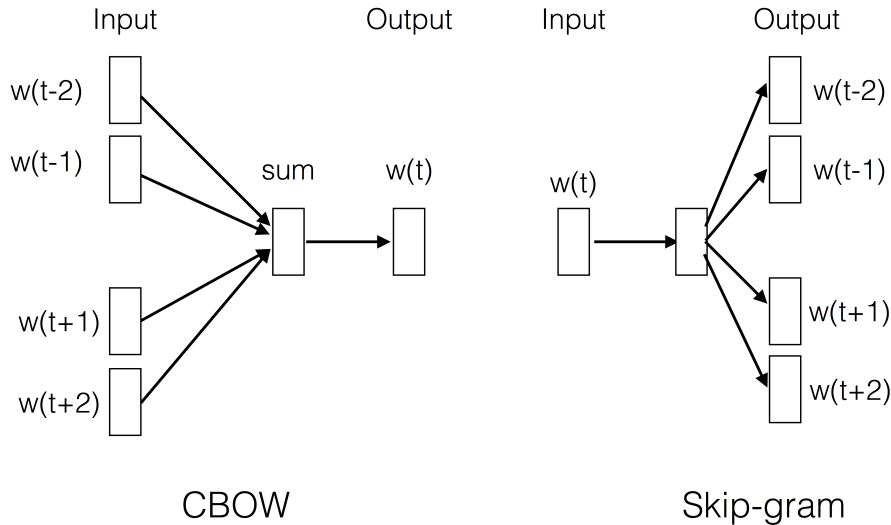 Input
Output
w(t-2)
w(t-1)
sum
w(t)
w(t+1)
w(t+2)
CBOW
Input
Output
w(t-2)
w(t-1)
w(t)
w(t+1)
w(t+2)
Skip-gram